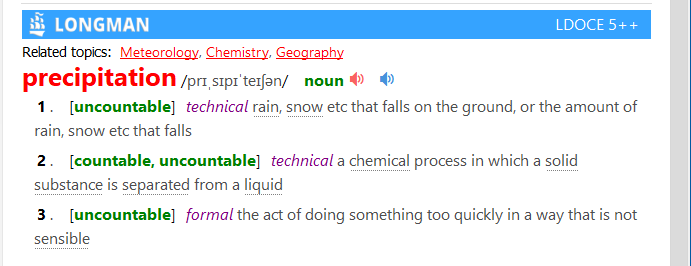 LONGMAN LDOCE 5++
Related topics: Meteorology, Chemistry, Geography
precipitation /prɪˌsɪpɪˈteɪʃən/ noun
1 . [uncountable] technical rain, snow etc that falls on the ground, or the amount of
rain, snow etc that falls
2 . [countable, uncountable] technical a chemical process in which a solid
substance is separated from a liquid
3 . [uncountable] formal the act of doing something too quickly in a way that is not
sensible